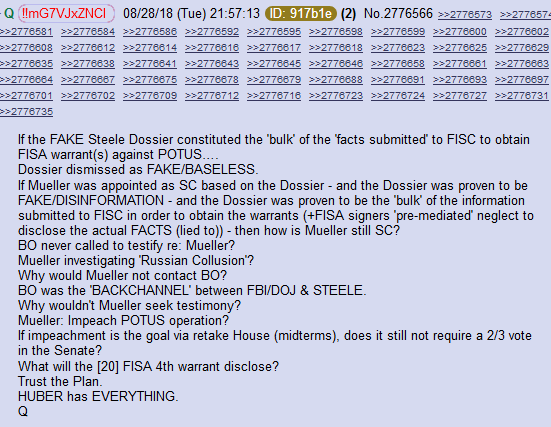 Q !!mG7VJxZNCI 08/28/18 (Tue) 21:57:13 ID: 917b1e (2) No.2776566 >>2776573 >>2776574
>>2776581 >>2776584 >>2776586 >>2776592 >>2776595 >>2776598 >>2776599 >>2776600 >>2776602
>>2776608 >>2776612 >>2776614 >>2776616 >>2776617 >>2776618 >>2776623 >>2776625 >>2776629
>>2776635 >>2776638 >>2776641 >>2776643 >>2776645 >>2776646 >>2776658 >>2776661 >>2776663
>>2776664 >>2776667 >>2776675 >>2776678 >>2776679 >>2776688 >>2776691 >>2776693 >>2776697
>>2776701 >>2776702 >>2776709 >>2776712 >>2776716 >>2776723 >>2776724 >>2776727 >>2776731
>>2776735
If the FAKE Steele Dossier constituted the 'bulk' of the 'facts submitted' to FISC to obtain
FISA warrant(s) against POTUS....
Dossier dismissed as FAKE/BASELESS.
If Mueller was appointed as SC based on the Dossier - and the Dossier was proven to be
FAKE/DISINFORMATION - and the Dossier was proven to be the 'bulk' of the information
submitted to FISC in order to obtain the warrants (+FISA signers 'pre-mediated' neglect to
disclose the actual FACTS (lied to)) - then how is Mueller still SC?
BO never called to testify re: Mueller?
Mueller investigating 'Russian Collusion'?
Why would Mueller not contact BO?
BO was the 'BACKCHANNEL' between FBI/DOJ & STEELE.
Why wouldn't Mueller seek testimony?
Mueller: Impeach POTUS operation?
If impeachment is the goal via retake House (midterms), does it still not require a 2/3 vote
in the Senate?
What will the [20] FISA 4th warrant disclose?
Trust the Plan.
HUBER has EVERYTHING.
Q